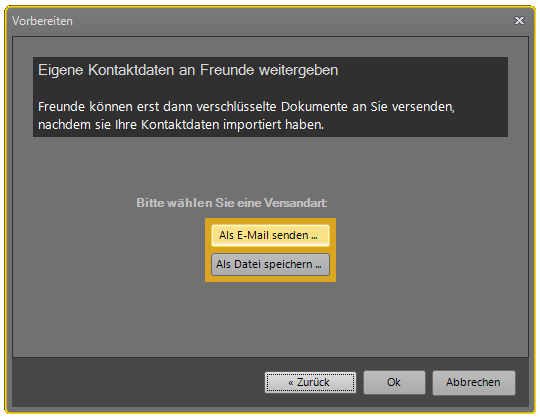 Vorbereiten
Eigene Kontaktdaten an Freunde weitergeben
Freunde können erst dann verschlüsselte Dokumente an Sie versenden,
nachdem sie Ihre Kontaktdaten importiert haben.
Bitte wählen Sie eine Versandart:
Als E-Mail senden ...
Als Datei speichern ...
« Zurück
Ok
Abbrechen